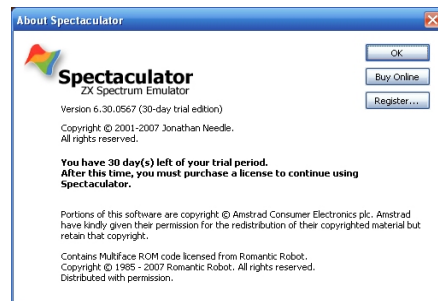 About Spectaculator
OK
Spectaculator
ZX Spectrum Emulator
Buy Online
Version 6.30.0567 (30-day trial edition)
Register...
Copyright © 2001-2007 Jonathan Needle.
All rights reserved.
You have 30 day(s) left of your trial period.
After this time, you must purchase a license to continue using
Spectaculator.
Portions of this software are copyright © Amstrad Consumer Electronics plc. Amstrad
have kindly given their permission for the redistribution of their copyrighted material but
retain that copyright.
Contains Multiface ROM code licensed from Romantic Robot.
Copyright © 1985 - 2007 Romantic Robot. All rights reserved.
Distributed with permission.